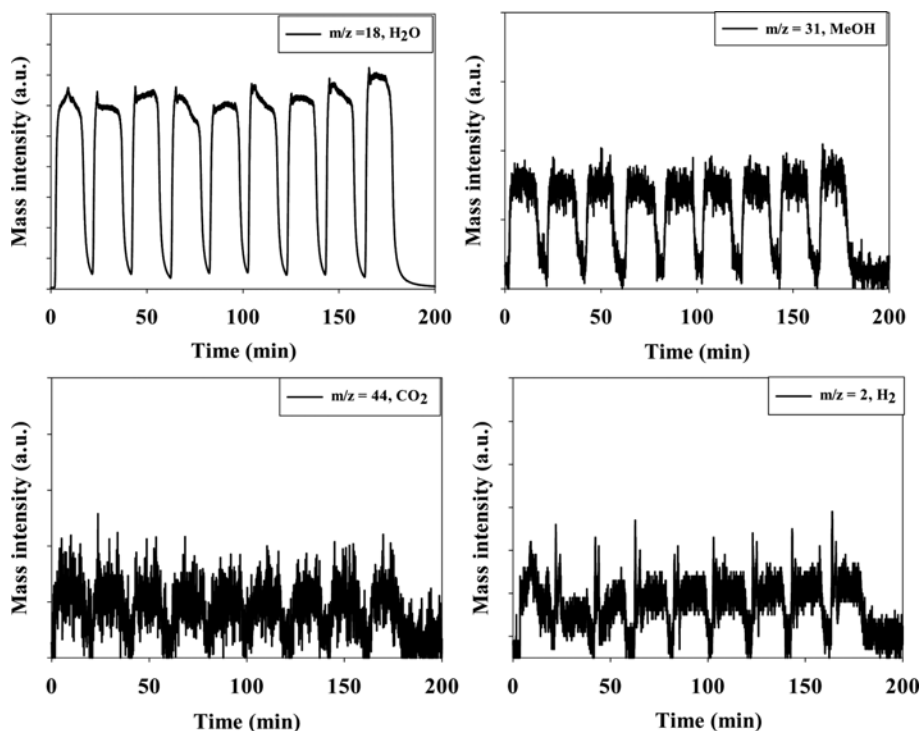 m/z =18, H₂O
Mass intensity (a.u.)
0 50 100 150 200
Time (min)
m/z = 31, MeOH
Mass intensity (a.u.)
0 50 100 150 200
Time (min)
m/z = 44, CO₂
Mass intensity (a.u.)
0 50 100 150 200
Time (min)
m/z = 2, H₂
Mass intensity (a.u.)
0 50 100 150 200
Time (min)